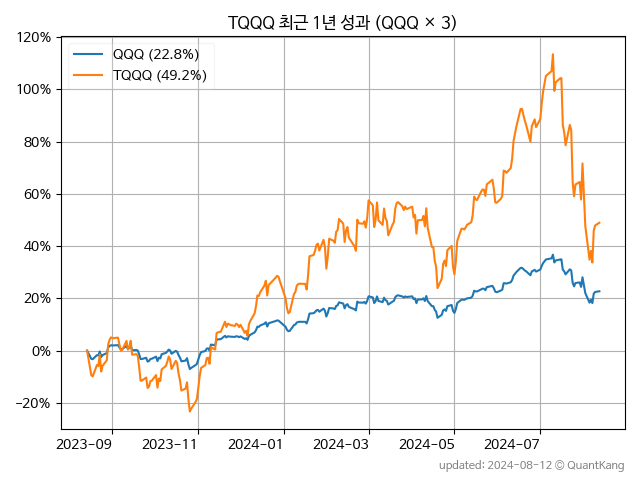 TQQQ 최근 1년 성과 (QQQ × 3)
120%
QQQ (22.8%)
TQQQ (49.2%)
100%
80%
60%
40%
20%
0%
−20%
2023-09 2023-11 2024-01 2024-03 2024-05 2024-07
updated: 2024-08-12 © QuantKang